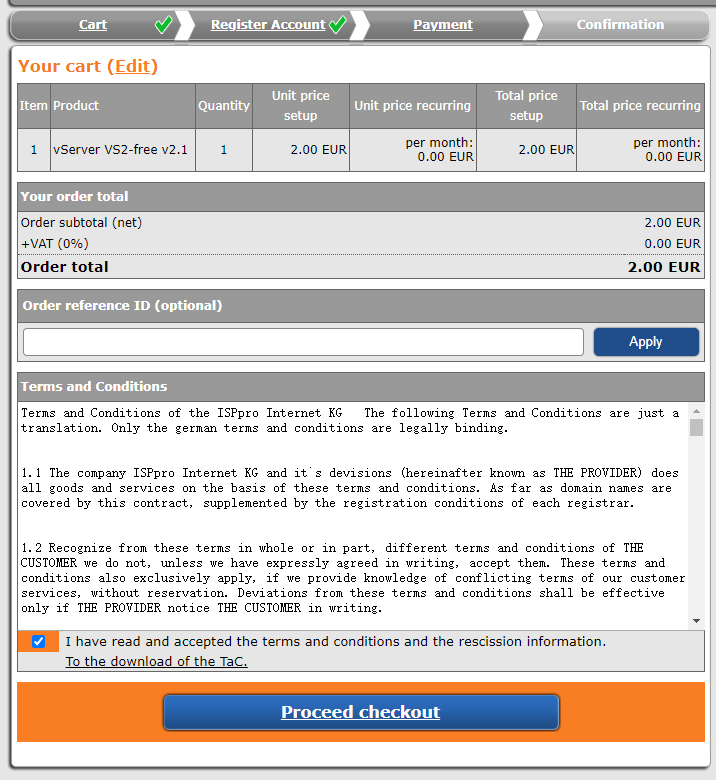 Cart Register Account Payment Confirmation
Your cart (Edit)
Item Product Quantity Unit price setup Unit price recurring Total price setup Total price recurring
1 vServer VS2-free v2.1 1 2.00 EUR per month: 0.00 EUR 2.00 EUR per month: 0.00 EUR
Your order total
Order subtotal (net) 2.00 EUR
+VAT (0%) 0.00 EUR
Order total 2.00 EUR
Order reference ID (optional)
Apply
Terms and Conditions
Terms and Conditions of the ISPpro Internet KG The following Terms and Conditions are just a
translation. Only the german terms and conditions are legally binding.
1.1 The company ISPpro Internet KG and it`s devisions (hereinafter known as THE PROVIDER) does
all goods and services on the basis of these terms and conditions. As far as domain names are
covered by this contract, supplemented by the registration conditions of each registrar.
1.2 Recognize from these terms in whole or in part, different terms and conditions of THE
CUSTOMER we do not, unless we have expressly agreed in writing, accept them. These terms and
conditions also exclusively apply, if we provide knowledge of conflicting terms of our customer
services, without reservation. Deviations from these terms and conditions shall be effective
only if THE PROVIDER notice THE CUSTOMER in writing.
I have read and accepted the terms and conditions and the rescission information.
To the download of the TaC.
Proceed checkout